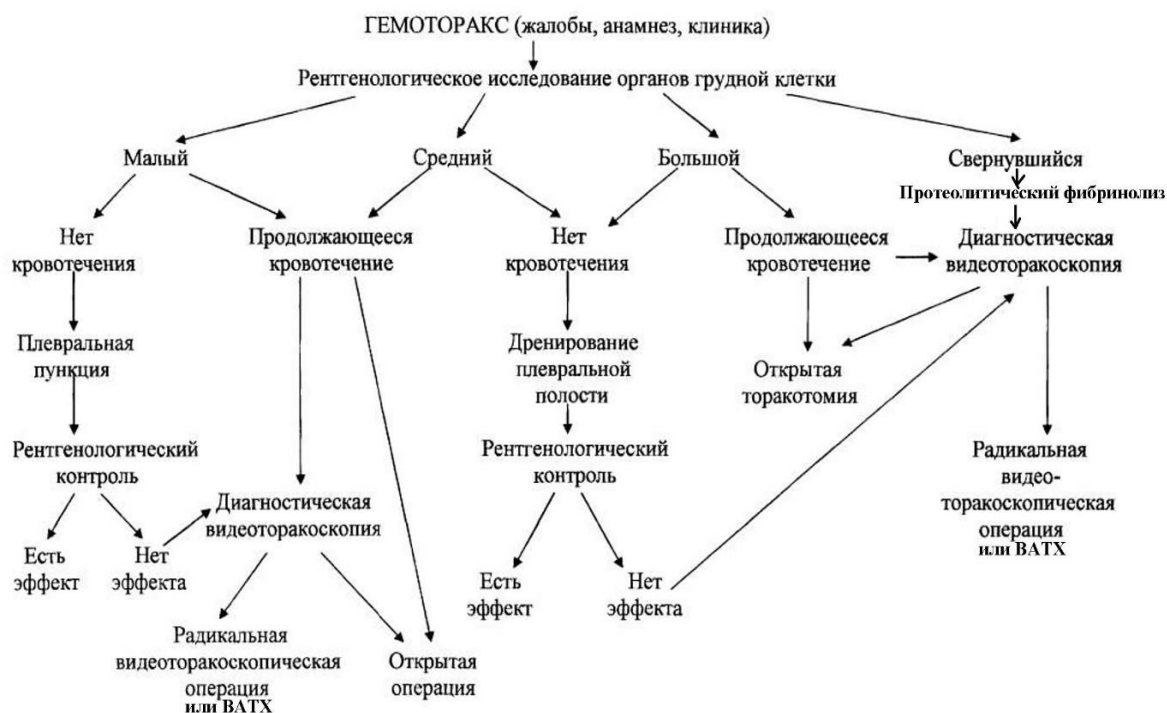 ГЕМОТОРАКС (жалобы, анамнез, клиника)
Рентгенологическое исследование органов грудной клетки
Малый
Средний
Большой
Свернувшийся
Протеолитический фибринолиз
Нет
кровотечения
Продолжающееся
кровотечение
Нет
кровотечения
Продолжающееся
кровотечение
Диагностическая
видеоторакоскопия
Плевральная
пункция
Дренирование
плевральной
полости
Открытая
торакотомия
Рентгенологический
контроль
Рентгенологический
контроль
Радикальная
видео-
торакоскопическая
операция
или ВАТХ
Диагностическая
видеоторакоскопия
Есть
эффект
Нет
эффекта
Есть
эффект
Нет
эффекта
Радикальная
видеоторакоскопическая
операция
или ВАТХ
Открытая
операция